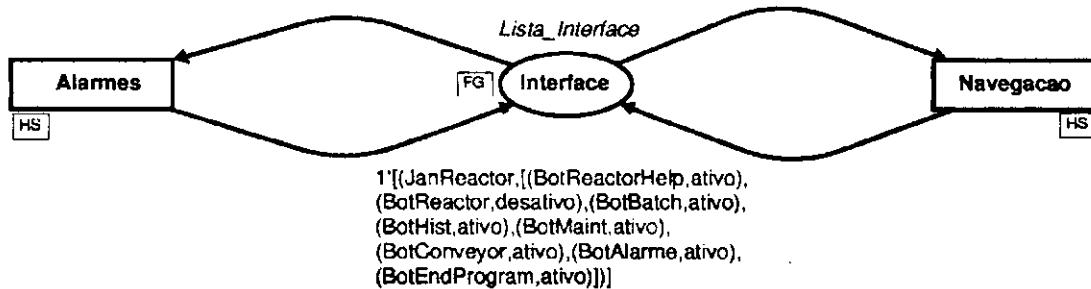 Lista_Interface
Alarmes
FG
Interface
Navegacao
HS
HS
1'[(JanReactor,[(BotReactorHelp,ativo),
(BotReactor,desativo),(BotBatch,ativo),
(BotHist,ativo),(BotMaint,ativo),
(BotConveyor,ativo),(BotAlarme,ativo),
(BotEndProgram,ativo)])]